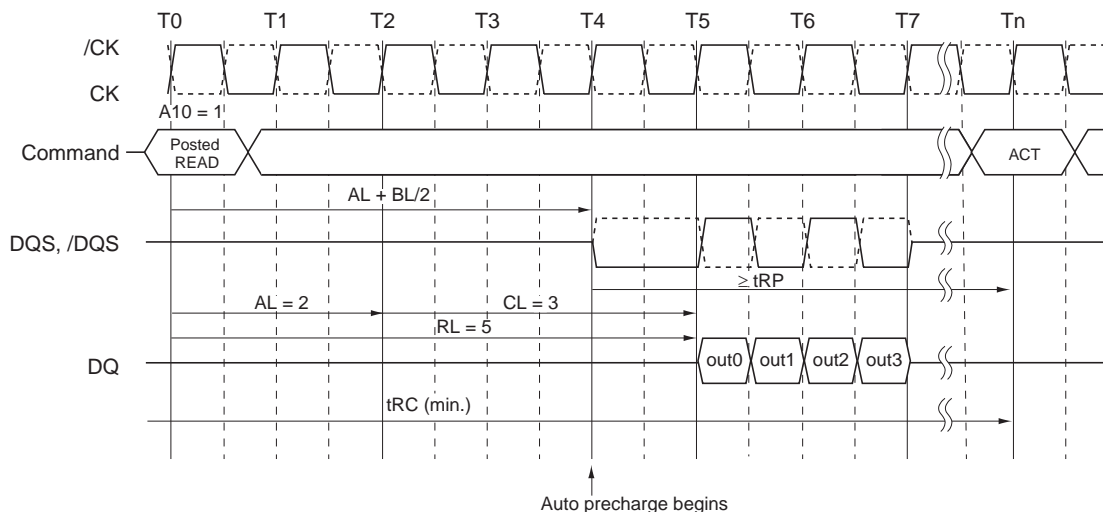 T0 T1 T2 T3 T4 T5 T6 T7 Tn
/CK
CK
A10 = 1
Command
Posted
READ
ACT
AL + BL/2
DQS, /DQS
≥ tRP
AL = 2
CL = 3
RL = 5
DQ
out0 out1 out2 out3
tRC (min.)
Auto precharge begins